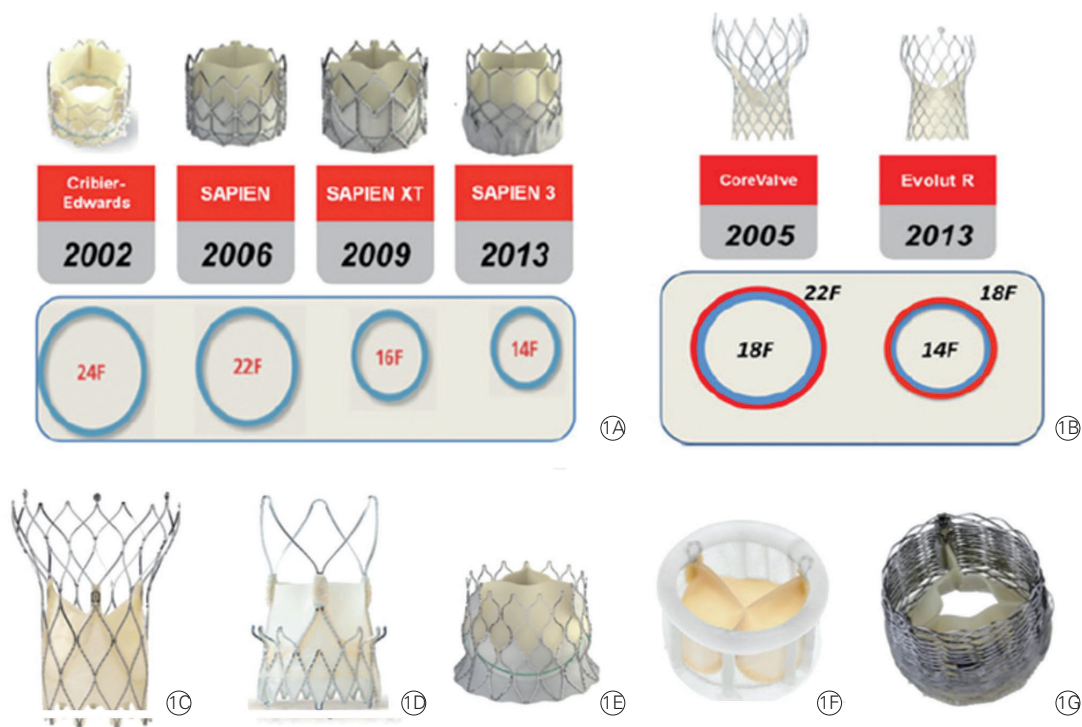 Cribier-
Edwards
2002
SAPIEN
2006
SAPIEN XT
2009
SAPIEN 3
2013
24F
22F
16F
14F
1A
CoreValve
2005
Evolut R
2013
22F
18F
18F
14F
1B
1C
1D
1E
1F
1G